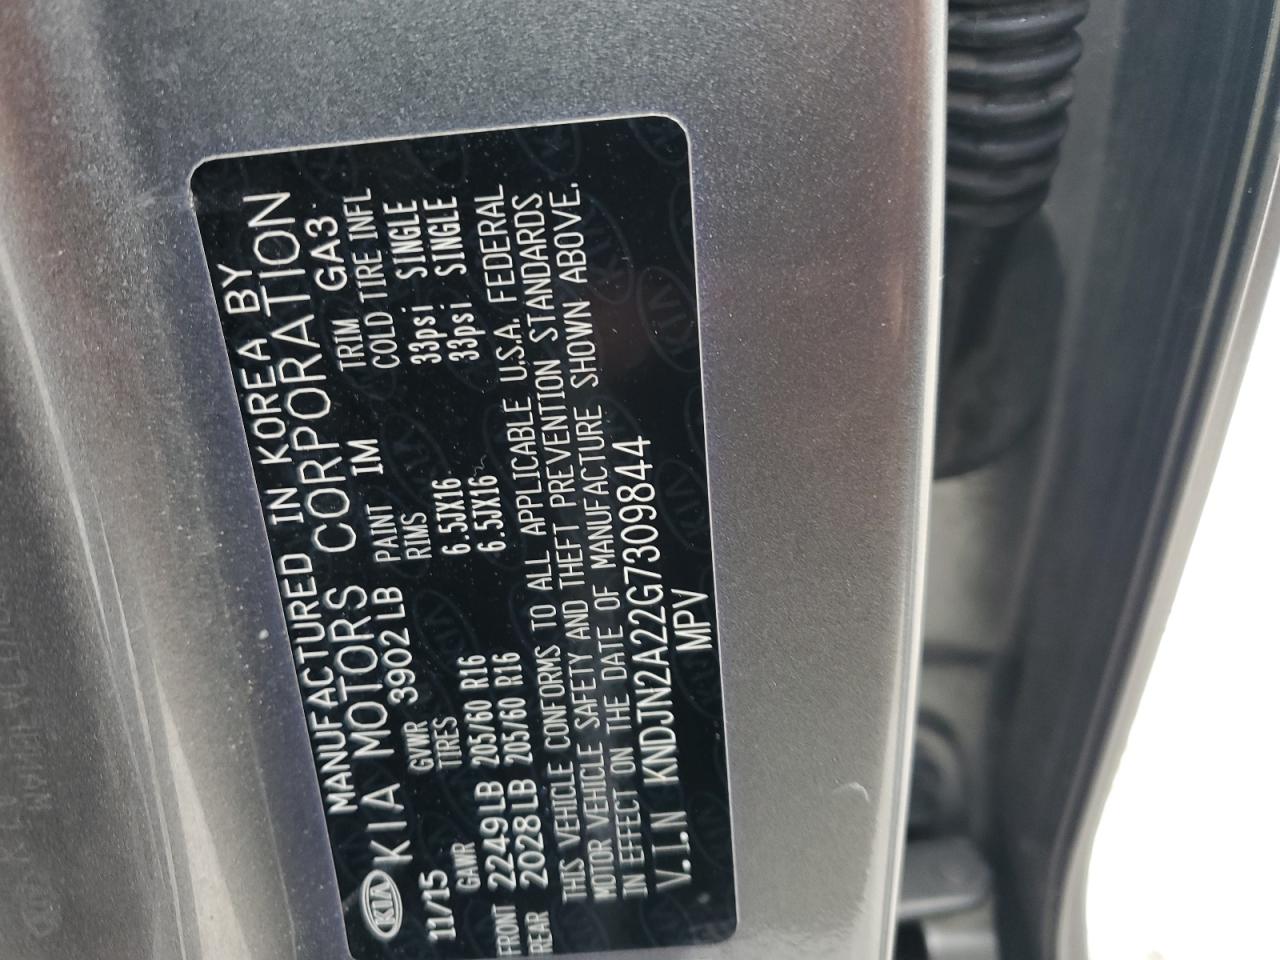 MANUFACTURED IN KOREA BY
KIA KIA MOTORS CORPORATION
11/15 GVWR 3902 LB PAINT IM TRIM GA3
GAWR TIRES RIMS COLD TIRE INFL
FRONT 2249 LB 205/60 R16 6.5JX16 33psi SINGLE
REAR 2028 LB 205/60 R16 6.5JX16 33psi SINGLE
THIS VEHICLE CONFORMS TO ALL APPLICABLE U.S.A. FEDERAL
MOTOR VEHICLE SAFETY AND THEFT PREVENTION STANDARDS
IN EFFECT ON THE DATE OF MANUFACTURE SHOWN ABOVE.
V.I.N KNDJN2A22G7309844
MPV